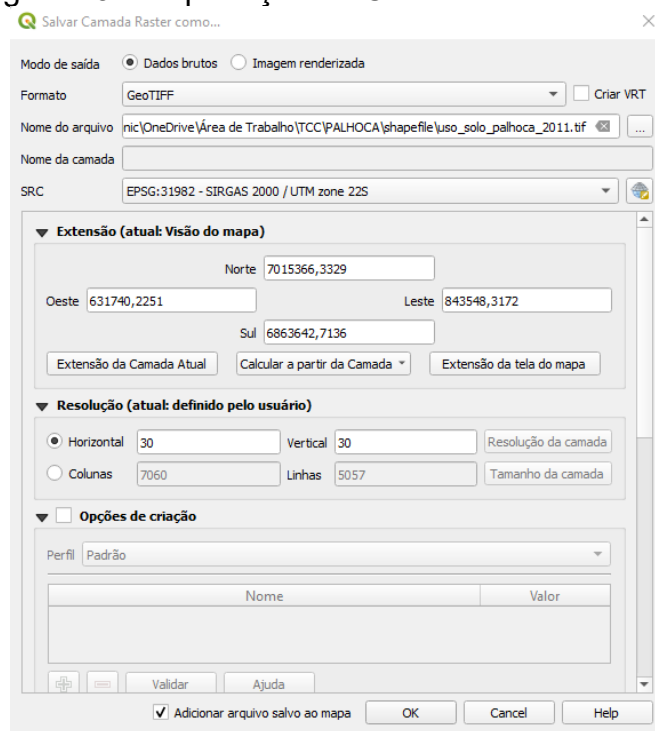 Salvar Camada Raster como...
Modo de saída Dados brutos Imagem renderizada
Formato GeoTIFF Criar VRT
Nome do arquivo nic\OneDrive\Área de Trabalho\TCC\PALHOCA\shapefile\uso_solo_palhoca_2011.tif ...
Nome da camada
SRC EPSG:31982 - SIRGAS 2000 / UTM zone 22S
Extensão (atual: Visão do mapa)
Norte 7015366,3329
Oeste 631740,2251 Leste 843548,3172
Sul 6863642,7136
Extensão da Camada Atual Calcular a partir da Camada Extensão da tela do mapa
Resolução (atual: definido pelo usuário)
Horizontal 30 Vertical 30 Resolução da camada
Colunas 7060 Linhas 5057 Tamanho da camada
Opções de criação
Perfil Padrão
Nome Valor
Validar Ajuda
Adicionar arquivo salvo ao mapa OK Cancel Help